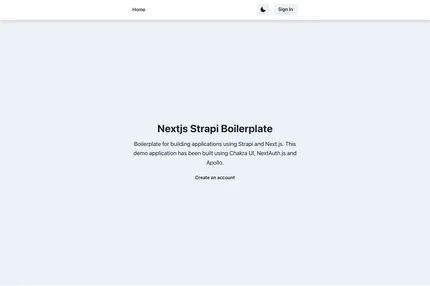 Home
Sign In
Nextjs Strapi Boilerplate
Boilerplate for building applications using Strapi and Next.js. This
demo application has been built using Chakra UI, NextAuth.js and
Apollo.
Create an account